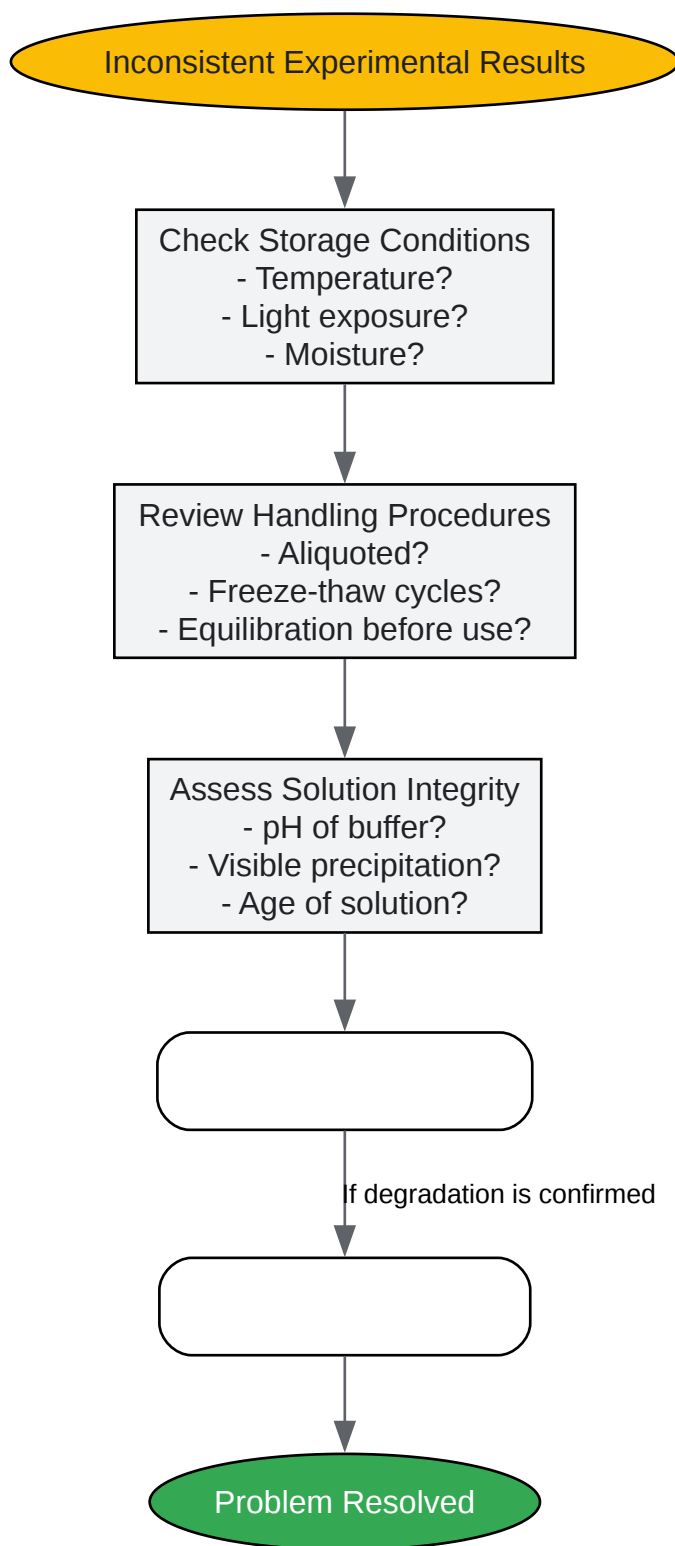 Inconsistent Experimental Results
Check Storage Conditions
- Temperature?
- Light exposure?
- Moisture?
Review Handling Procedures
- Aliquoted?
- Freeze-thaw cycles?
- Equilibration before use?
Assess Solution Integrity
- pH of buffer?
- Visible precipitation?
- Age of solution?
If degradation is confirmed
Problem Resolved